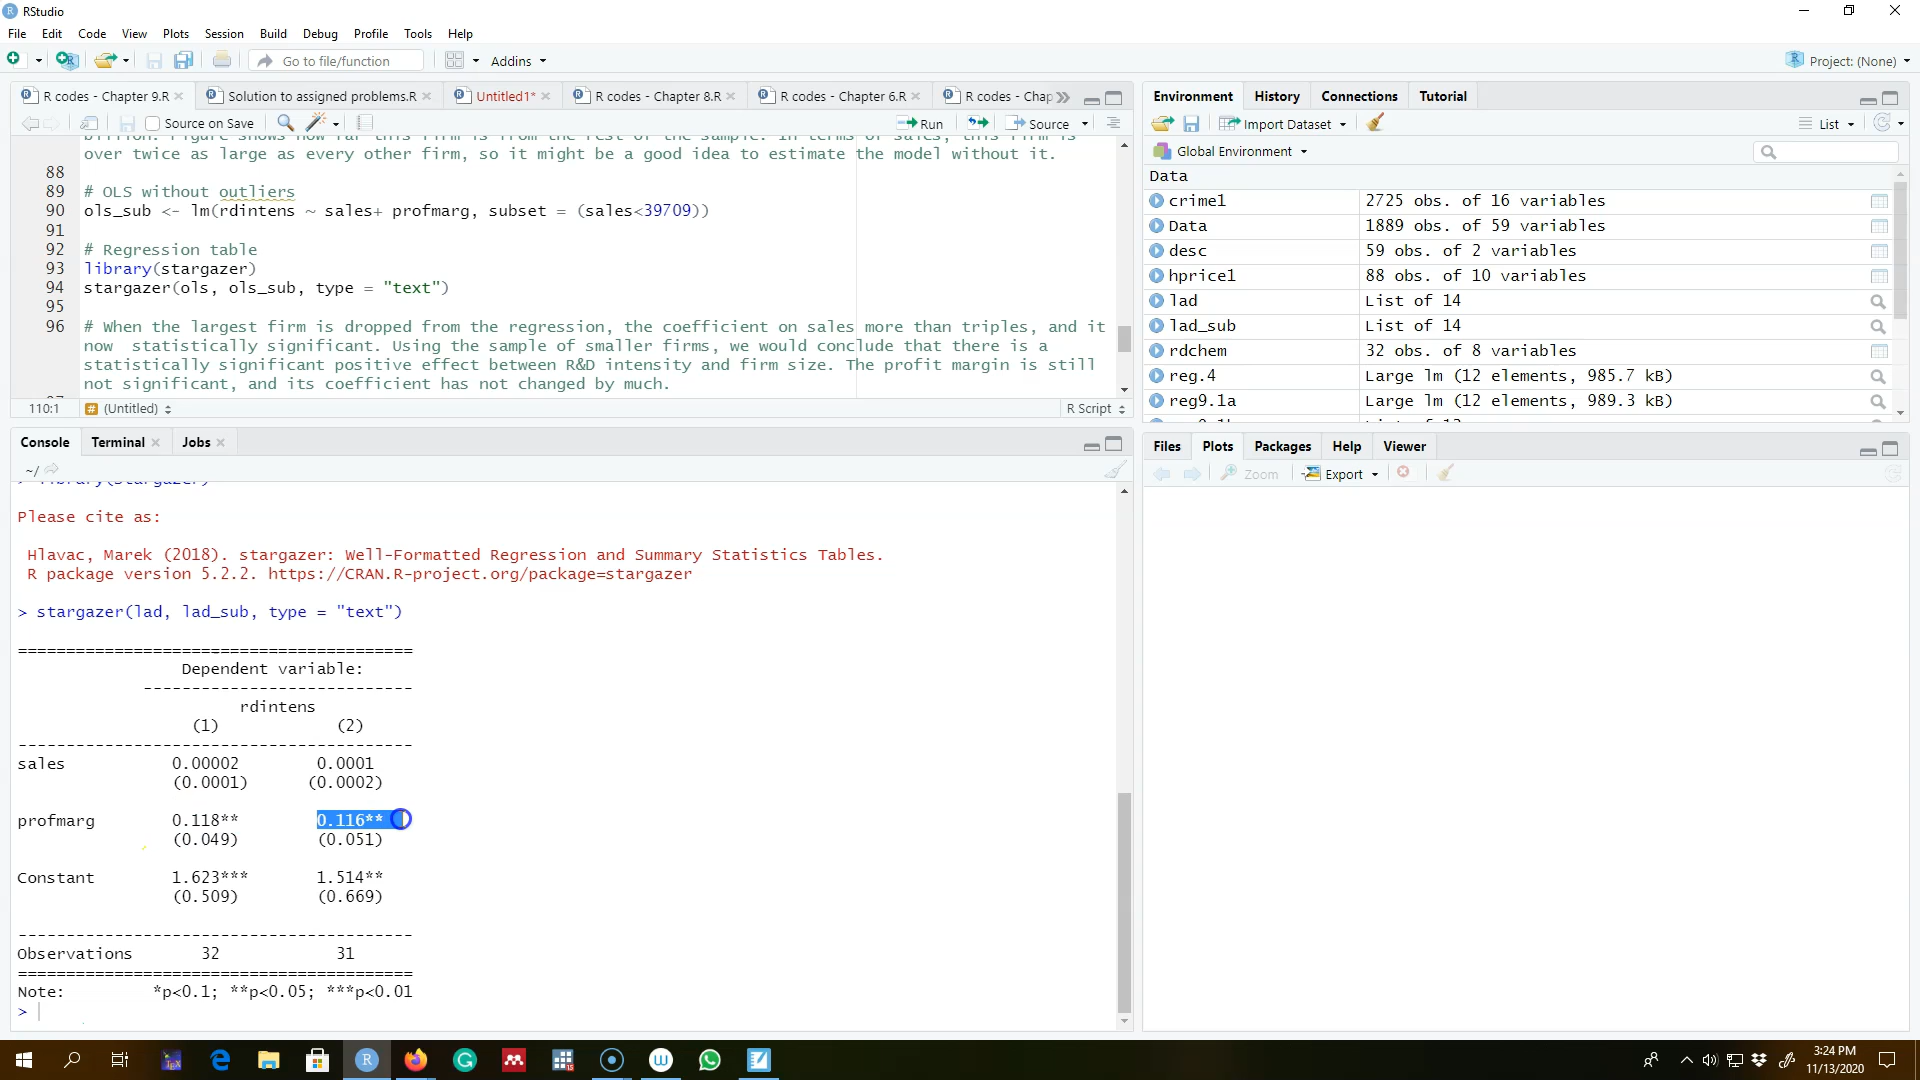 RStudio
File Edit Code View Plots Session Build Debug Profile Tools Help
Go to file/function Addins Project: (None)
R codes - Chapter 9.R Solution to assigned problems.R Untitled1* R codes - Chapter 8.R R codes - Chapter 6.R R codes - Chap
Source on Save Run Source
over twice as large as every other firm, so it might be a good idea to estimate the model without it.
88
89 # OLS without outliers
90 ols_sub <- lm(rdintens ~ sales+ profmarg, subset = (sales<39709))
91
92 # Regression table
93 library(stargazer)
94 stargazer(ols, ols_sub, type = "text")
95
96 # When the largest firm is dropped from the regression, the coefficient on sales more than triples, and it
now  statistically significant. Using the sample of smaller firms, we would conclude that there is a
statistically significant positive effect between R&D intensity and firm size. The profit margin is still
not significant, and its coefficient has not changed by much.
110:1 (Untitled) R Script
Console Terminal Jobs
~/
> library(stargazer)
Please cite as:
Hlavac, Marek (2018). stargazer: Well-Formatted Regression and Summary Statistics Tables.
R package version 5.2.2. https://CRAN.R-project.org/package=stargazer
> stargazer(lad, lad_sub, type = "text")
=========================================
Dependent variable:
----------------------------
rdintens
(1) (2)
-----------------------------------------
sales 0.00002 0.0001
(0.0001) (0.0002)
profmarg 0.118** 0.116**
(0.049) (0.051)
Constant 1.623*** 1.514**
(0.509) (0.669)
-----------------------------------------
Observations 32 31
=========================================
Note: *p<0.1; **p<0.05; ***p<0.01
>
Environment History Connections Tutorial
Import Dataset List
Global Environment
Data
crime1 2725 obs. of 16 variables
Data 1889 obs. of 59 variables
desc 59 obs. of 2 variables
hprice1 88 obs. of 10 variables
lad List of 14
lad_sub List of 14
rdchem 32 obs. of 8 variables
reg.4 Large lm (12 elements, 985.7 kB)
reg9.1a Large lm (12 elements, 989.3 kB)
Files Plots Packages Help Viewer
Zoom Export
3:24 PM
11/13/2020